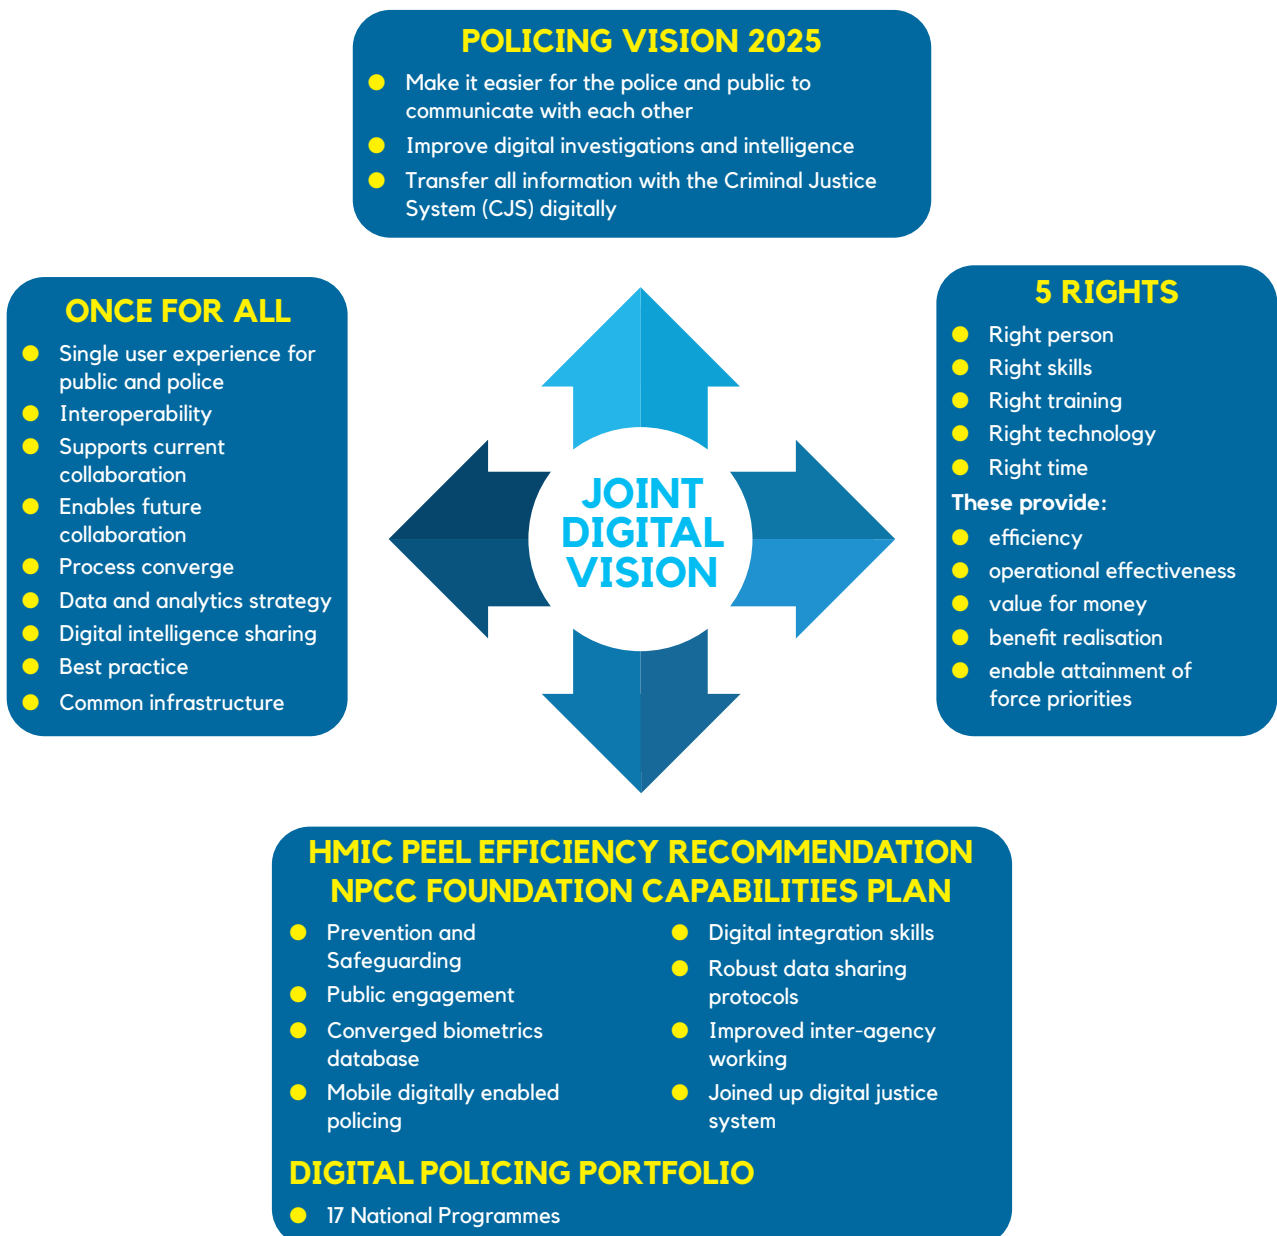 POLICING VISION 2025
Make it easier for the police and public to
communicate with each other
Improve digital investigations and intelligence
Transfer all information with the Criminal Justice
System (CJS) digitally
ONCE FOR ALL
Single user experience for
public and police
Interoperability
Supports current
collaboration
Enables future
collaboration
Process converge
Data and analytics strategy
Digital intelligence sharing
Best practice
Common infrastructure
JOINT
DIGITAL
VISION
5 RIGHTS
Right person
Right skills
Right training
Right technology
Right time
These provide:
efficiency
operational effectiveness
value for money
benefit realisation
enable attainment of
force priorities
HMIC PEEL EFFICIENCY RECOMMENDATION
NPCC FOUNDATION CAPABILITIES PLAN
Prevention and
Safeguarding
Public engagement
Converged biometrics
database
Mobile digitally enabled
policing
Digital integration skills
Robust data sharing
protocols
Improved inter-agency
working
Joined up digital justice
system
DIGITAL POLICING PORTFOLIO
17 National Programmes